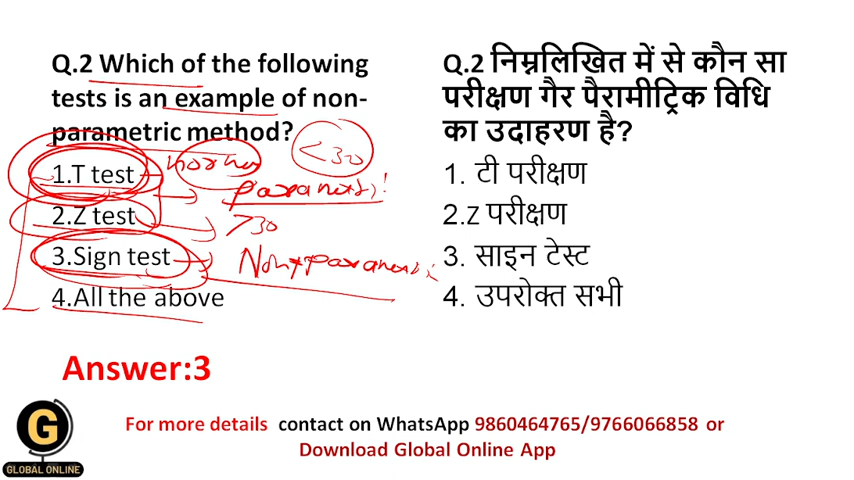 Q.2 Which of the following
tests is an example of non-
parametric method?
<30
1.T test
parametric
2.Z test
>30
3.Sign test
Non-parametric
4.All the above
Q.2 निम्नलिखित में से कौन सा
परीक्षण गैर पैरामीट्रिक विधि
का उदाहरण है?
1. टी परीक्षण
2.Z परीक्षण
3. साइन टेस्ट
4. उपरोक्त सभी
Answer:3
G
GLOBAL ONLINE
For more details contact on WhatsApp 9860464765/9766066858 or
Download Global Online App